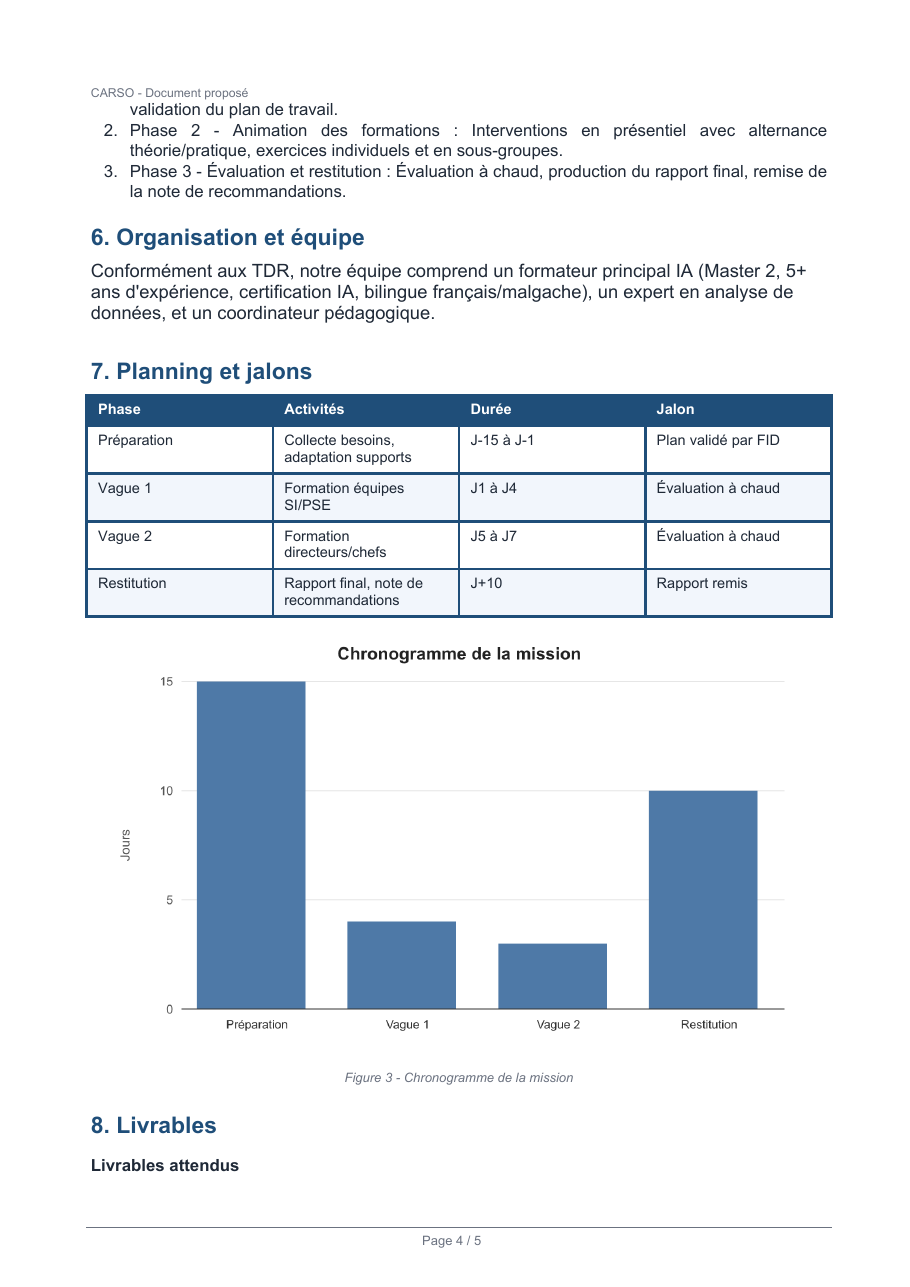 CARSO - Document proposé
validation du plan de travail.
2. Phase 2 - Animation des formations : Interventions en présentiel avec alternance
théorie/pratique, exercices individuels et en sous-groupes.
3. Phase 3 - Évaluation et restitution : Évaluation à chaud, production du rapport final, remise de
la note de recommandations.
6. Organisation et équipe
Conformément aux TDR, notre équipe comprend un formateur principal IA (Master 2, 5+
ans d'expérience, certification IA, bilingue français/malgache), un expert en analyse de
données, et un coordinateur pédagogique.
7. Planning et jalons
Phase Activités Durée Jalon
Préparation Collecte besoins, J-15 à J-1 Plan validé par FID
adaptation supports
Vague 1 Formation équipes J1 à J4 Évaluation à chaud
SI/PSE
Vague 2 Formation J5 à J7 Évaluation à chaud
directeurs/chefs
Restitution Rapport final, note de J+10 Rapport remis
recommandations
Chronogramme de la mission
15
10
Jours
5
0
Préparation Vague 1 Vague 2 Restitution
Figure 3 - Chronogramme de la mission
8. Livrables
Livrables attendus
Page 4 / 5